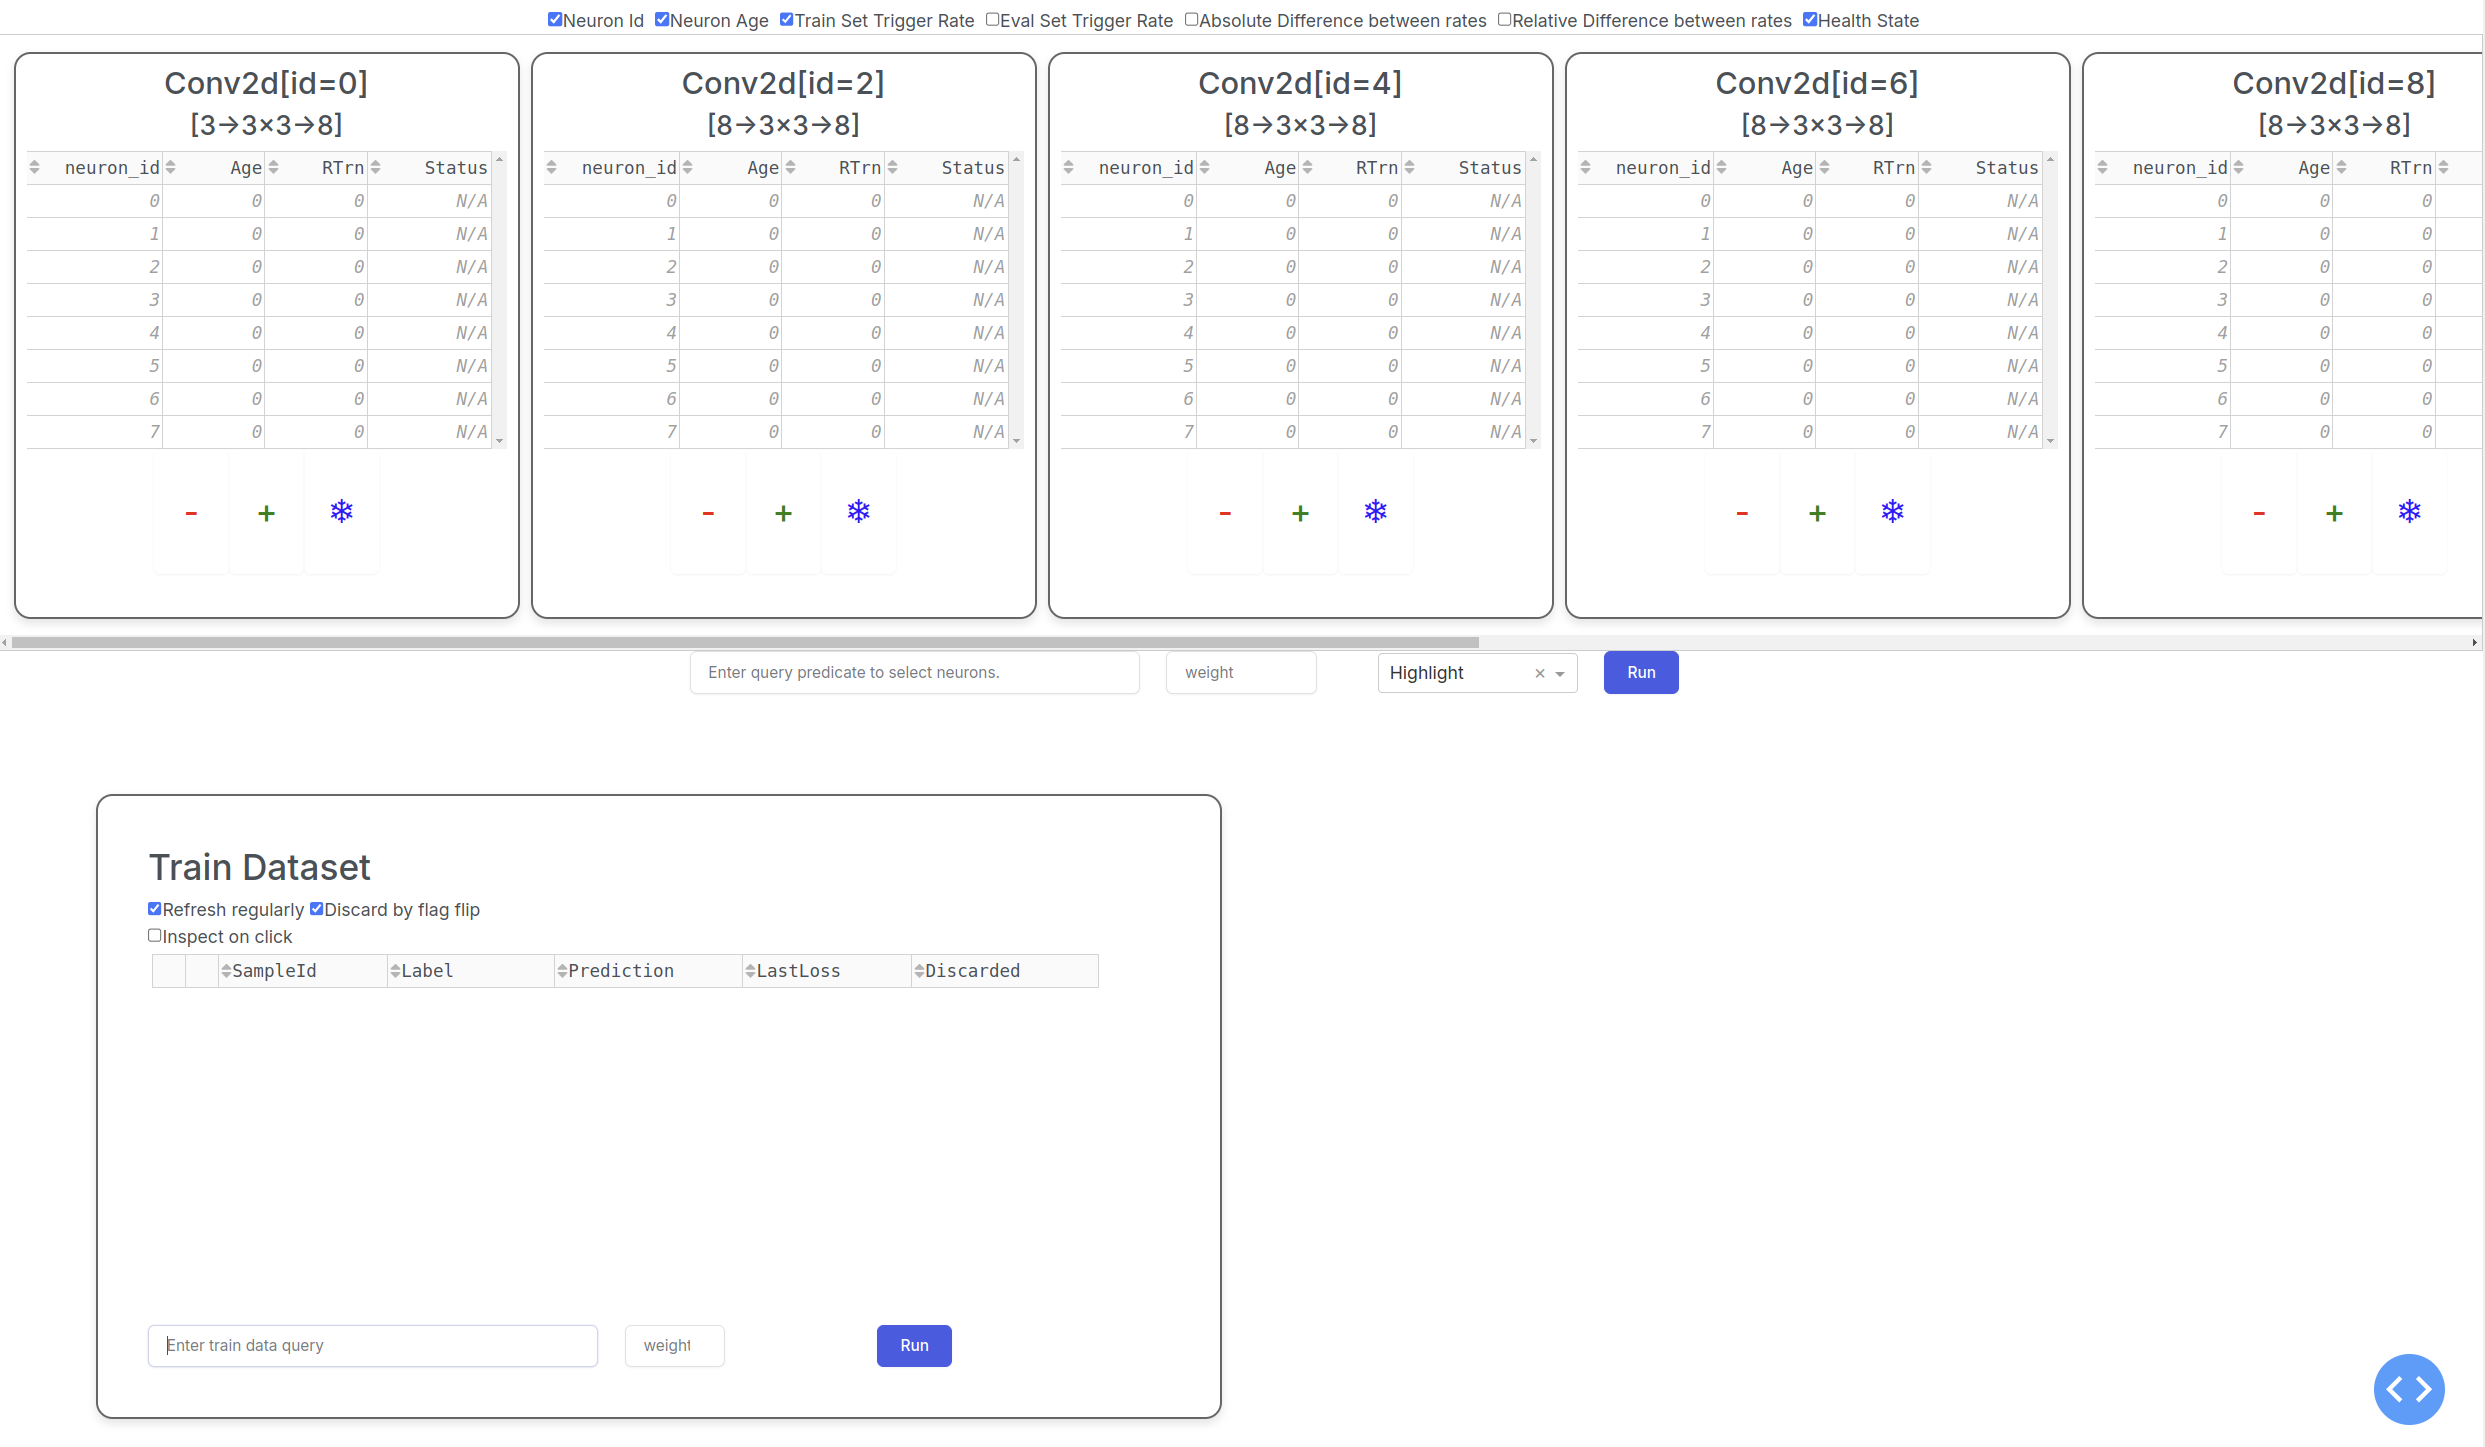 Neuron Id Neuron Age Train Set Trigger Rate Eval Set Trigger Rate Absolute Difference between rates Relative Difference between rates Health State
Conv2d[id=0] Conv2d[id=2] Conv2d[id=4] Conv2d[id=6] Conv2d[id=8]
[3→3×3→8] [8→3×3→8] [8→3×3→8] [8→3×3→8] [8→3×3→8]
neuron_id Age RTrn Status neuron_id Age RTrn Status neuron_id Age RTrn Status neuron_id Age RTrn Status neuron_id Age RTrn
0 0 0 N/A 0 0 0 N/A 0 0 0 N/A 0 0 0 N/A 0 0 0
1 0 0 N/A 1 0 0 N/A 1 0 0 N/A 1 0 0 N/A 1 0 0
2 0 0 N/A 2 0 0 N/A 2 0 0 N/A 2 0 0 N/A 2 0 0
3 0 0 N/A 3 0 0 N/A 3 0 0 N/A 3 0 0 N/A 3 0 0
4 0 0 N/A 4 0 0 N/A 4 0 0 N/A 4 0 0 N/A 4 0 0
5 0 0 N/A 5 0 0 N/A 5 0 0 N/A 5 0 0 N/A 5 0 0
6 0 0 N/A 6 0 0 N/A 6 0 0 N/A 6 0 0 N/A 6 0 0
7 0 0 N/A 7 0 0 N/A 7 0 0 N/A 7 0 0 N/A 7 0 0
- + ❄ - + ❄ - + ❄ - + ❄ - + ❄
Enter query predicate to select neurons. weight Highlight × Run
Train Dataset
Refresh regularly Discard by flag flip
Inspect on click
SampleId Label Prediction LastLoss Discarded
Enter train data query weight Run